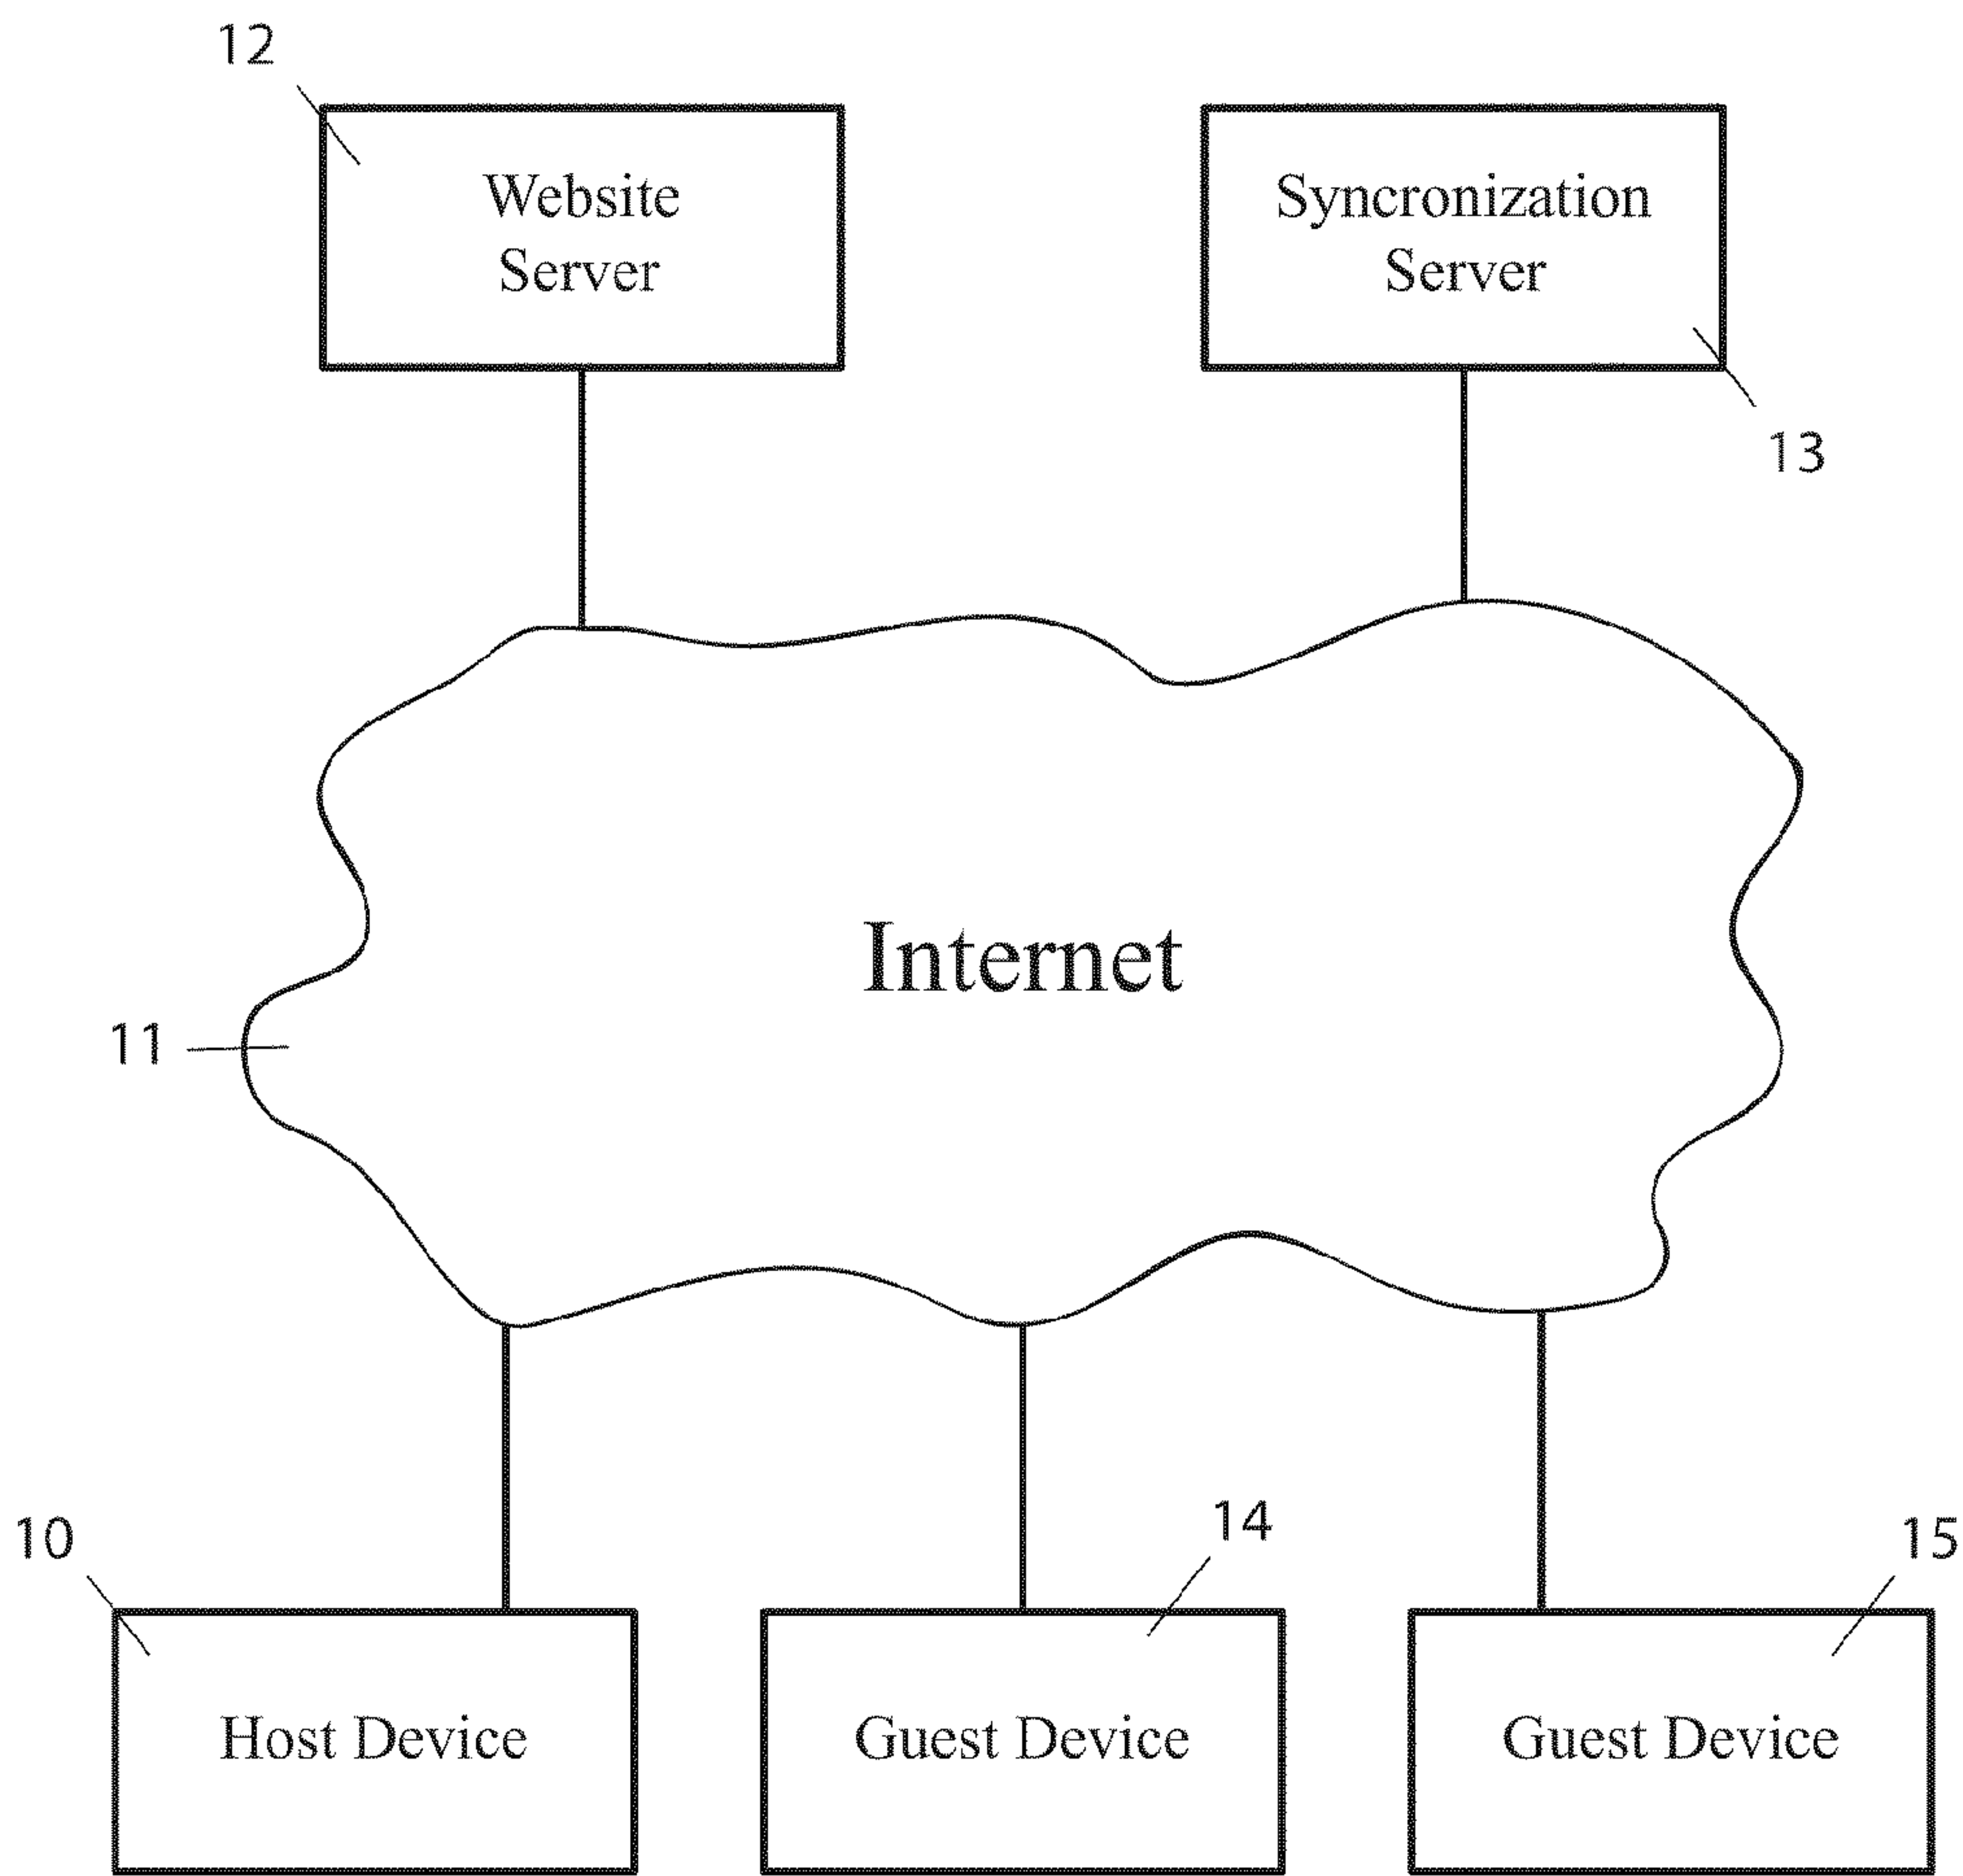 12
Website
Server
Syncronization
Server
13
Internet
11
10
14
15
Host Device
Guest Device
Guest Device